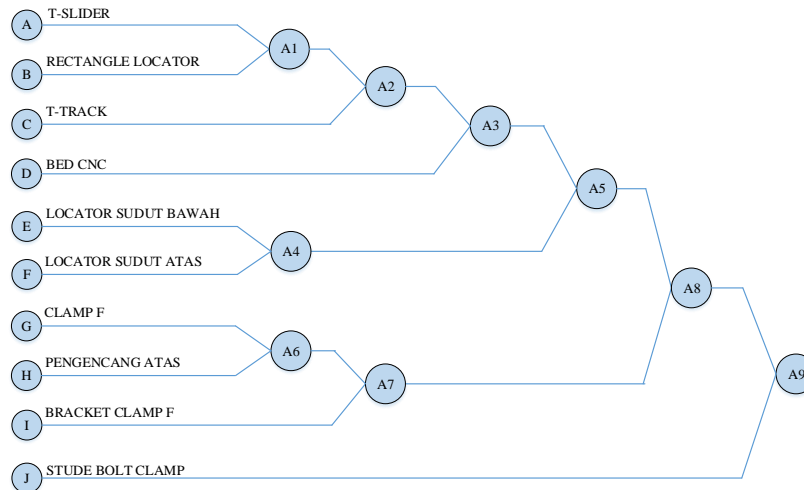 A T-SLIDER
A1
B RECTANGLE LOCATOR
A2
C T-TRACK
A3
D BED CNC
A5
E LOCATOR SUDUT BAWAH
A4
F LOCATOR SUDUT ATAS
A8
G CLAMP F
A6
H PENGENCANG ATAS
A7
A9
I BRACKET CLAMP F
J STUDE BOLT CLAMP